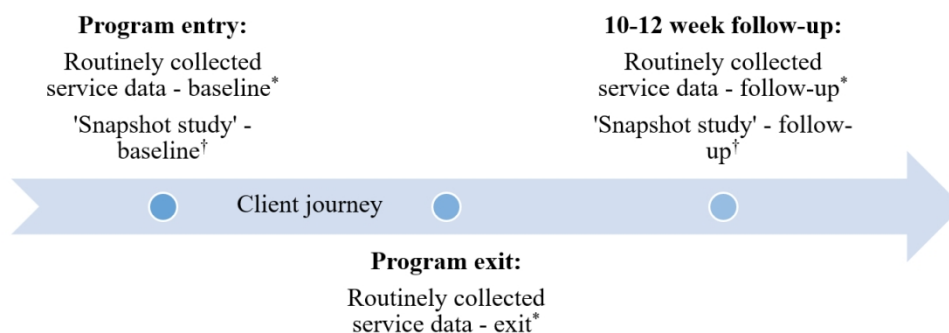 Program entry:
Routinely collected
service data - baseline*
'Snapshot study' -
baseline†
10-12 week follow-up:
Routinely collected
service data - follow-up*
'Snapshot study' - follow-
up†
Client journey
Program exit:
Routinely collected
service data - exit*